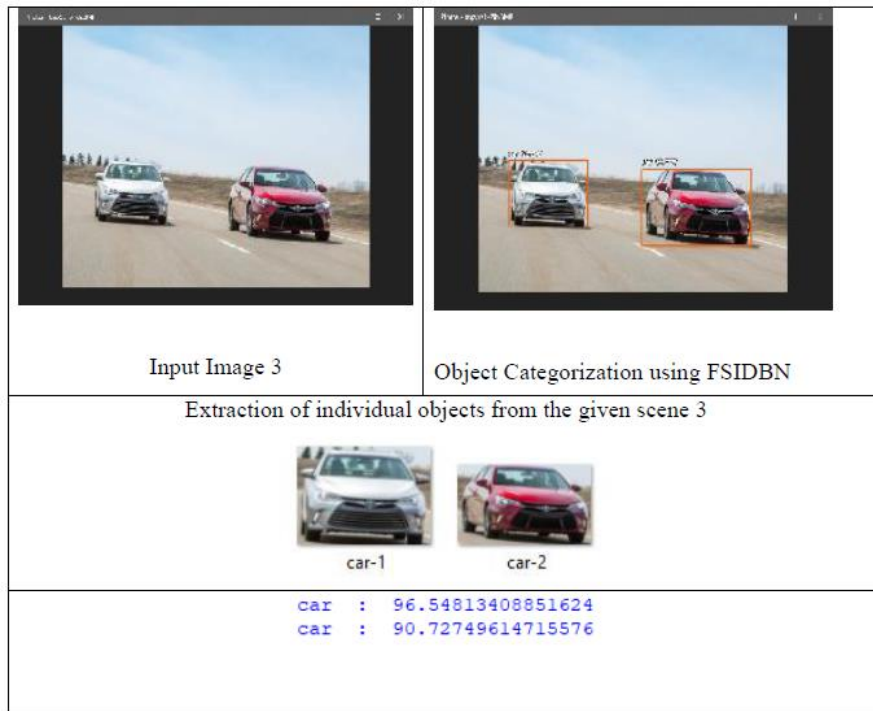 Input Image 3
Object Categorization using FSIDBN
Extraction of individual objects from the given scene 3
car-1
car-2
car : 96.54813408851624
car : 90.72749614715576